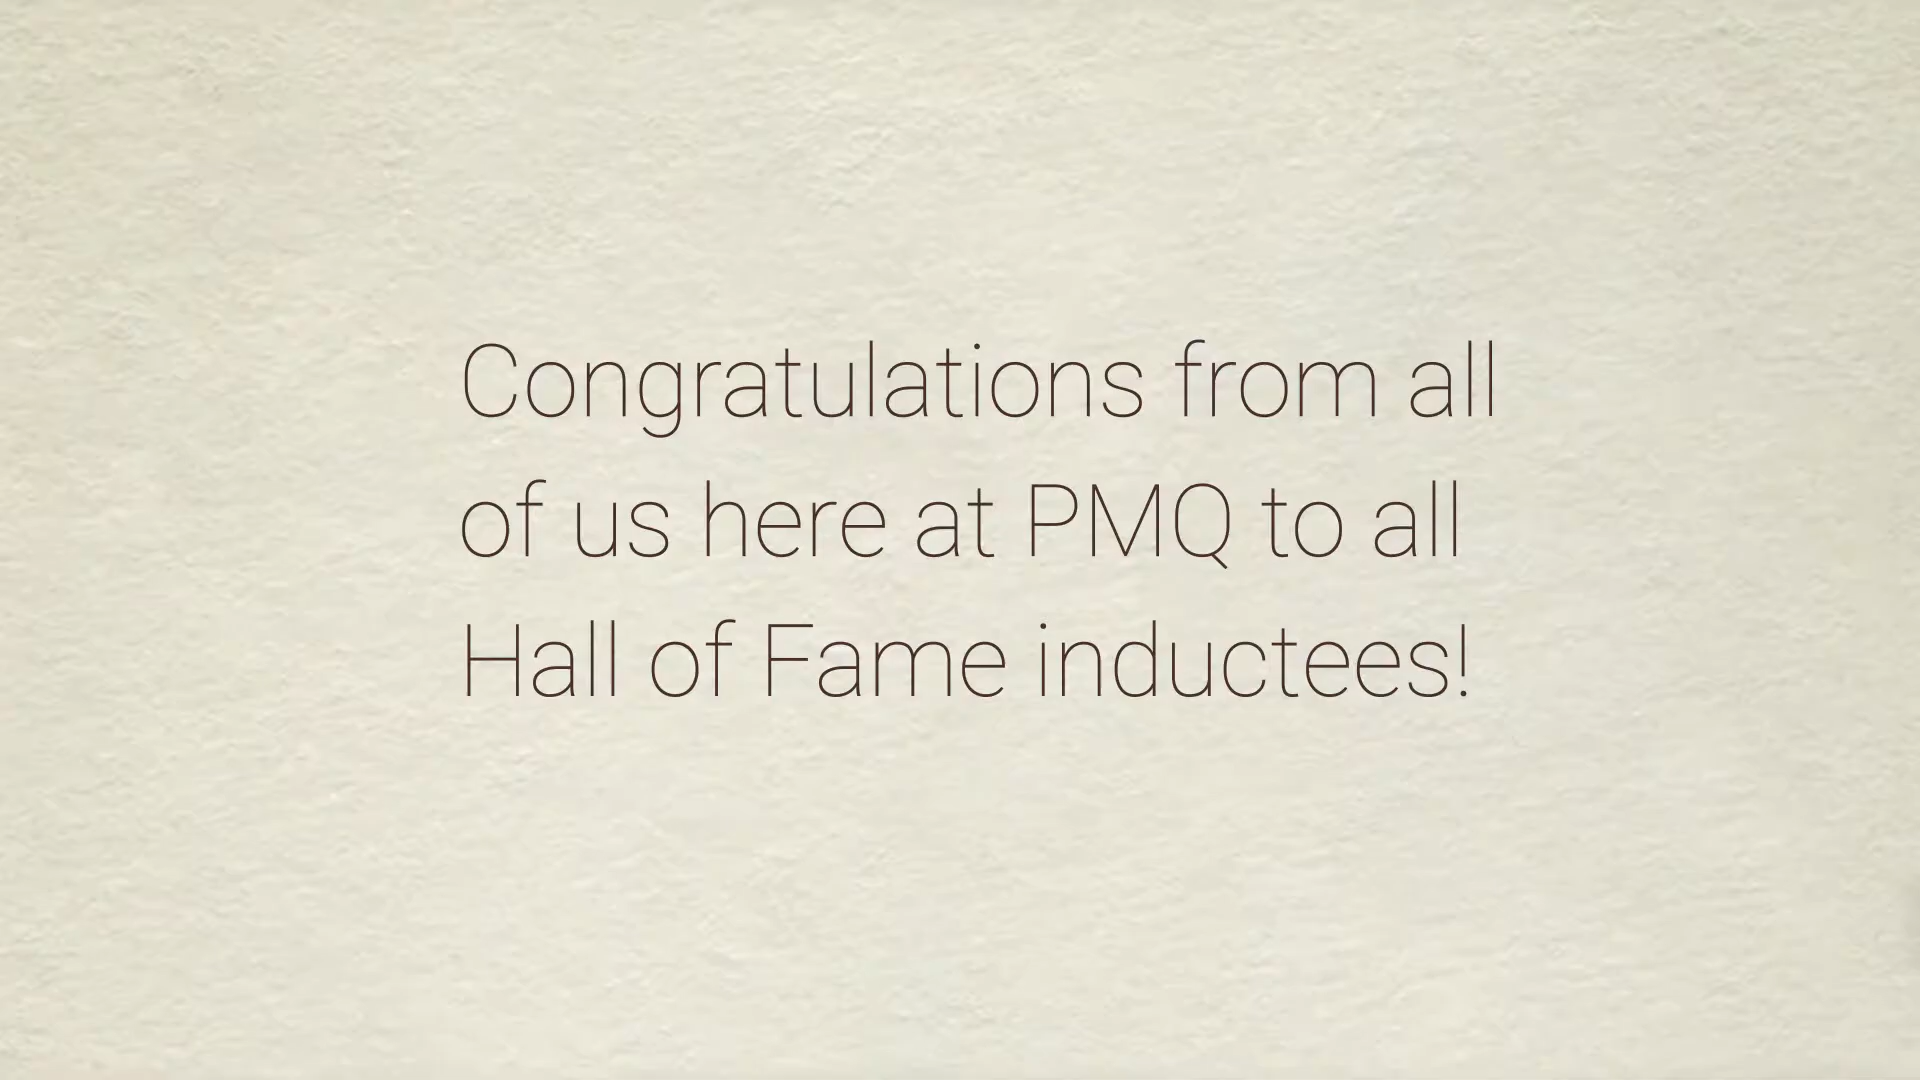 Congratulations from all
of us here at PMQ to all
Hall of Fame inductees!